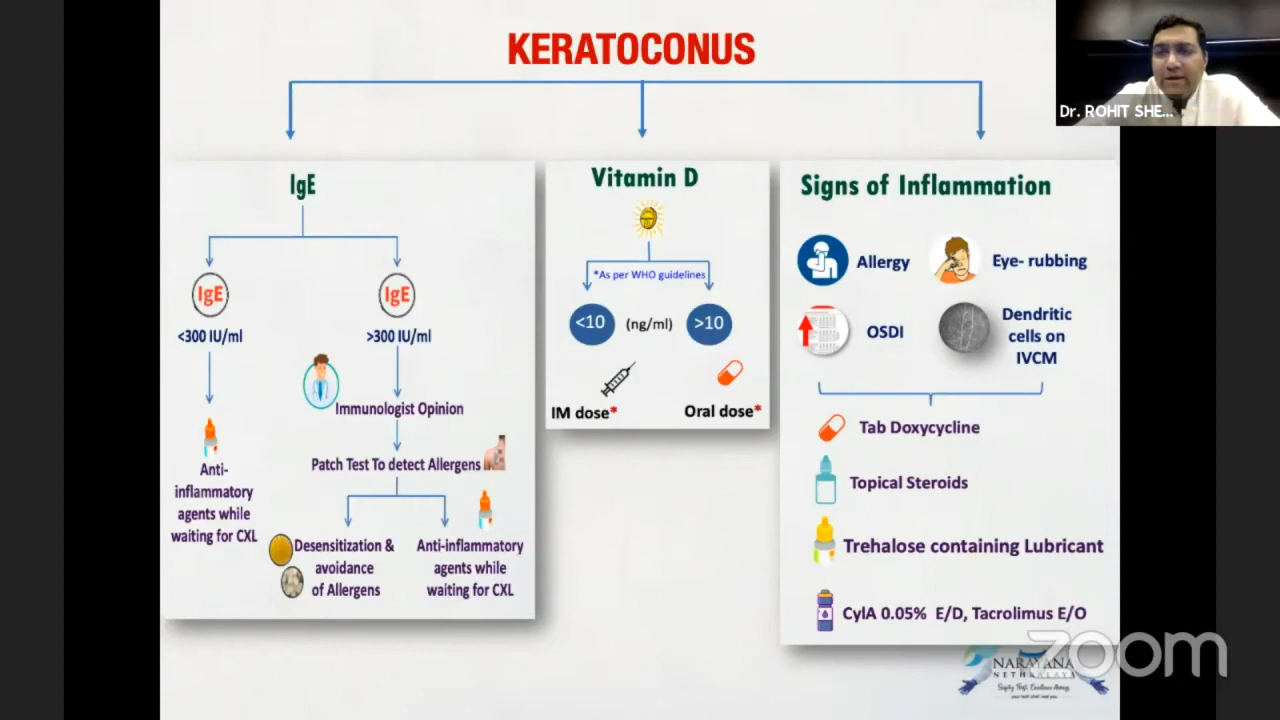 KERATOCONUS
Dr. ROHIT SHE...
IgE
IgE
IgE
<300 IU/ml
>300 IU/ml
Immunologist Opinion
Patch Test To detect Allergens
Anti-
inflammatory
agents while
waiting for CXL
Desensitization &
avoidance
of Allergens
Anti-inflammatory
agents while
waiting for CXL
Vitamin D
*As per WHO guidelines
<10 (ng/ml) >10
IM dose*
Oral dose*
Signs of Inflammation
Allergy
Eye- rubbing
OSDI
Dendritic
cells on
IVCM
Tab Doxycycline
Topical Steroids
Trehalose containing Lubricant
CylA 0.05% E/D, Tacrolimus E/O
zoom
NARAYANA
NETHRALAYA